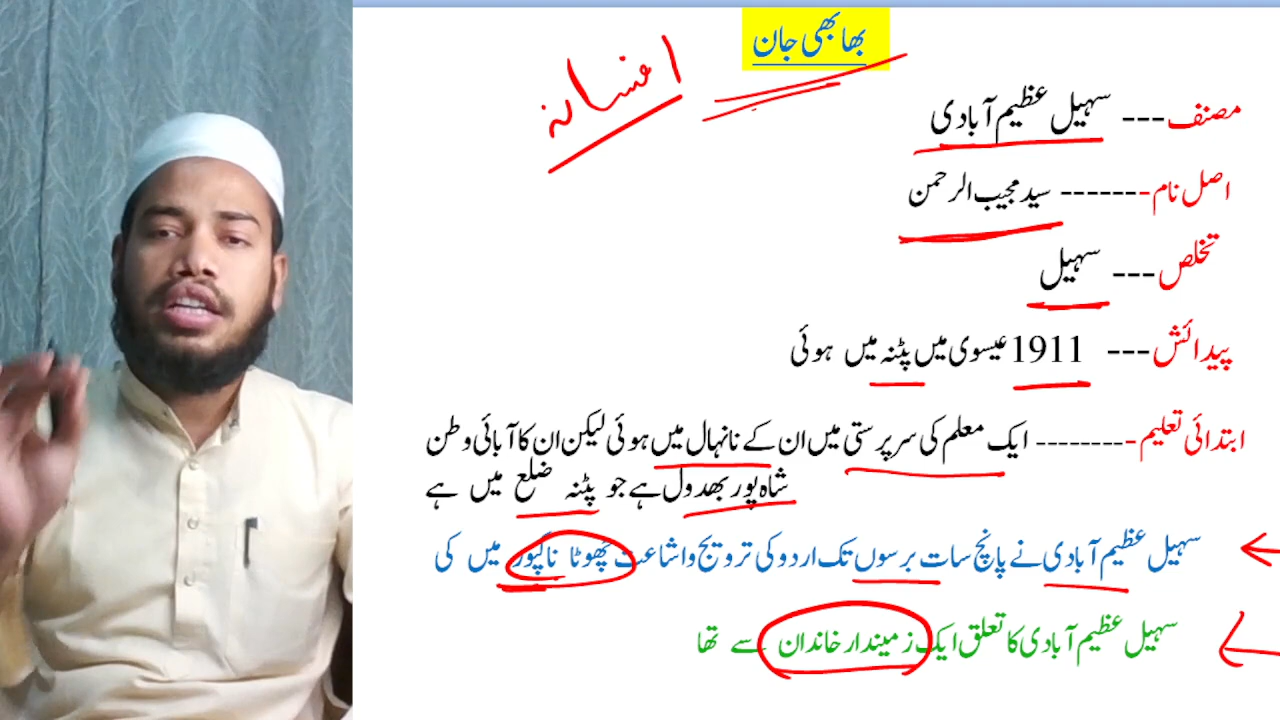 بھابھی جان
افسانہ
مصنف --- سہیل عظیم آبادی
اصل نام------- سید مجیب الرحمن
تخلص --- سہیل
پیدائش --- 1911 عیسوی میں پٹنہ میں ہوئی
ابتدائی تعلیم--------- ایک معلم کی سرپرستی میں ان کے نانہال میں ہوئی لیکن ان کا آبائی وطن
شاہ پور بھدول ہے جو پٹنہ ضلع میں ہے
سہیل عظیم آبادی نے پانچ سات برسوں تک اردو کی ترویج واشاعت چھوٹا ناگپور میں کی
سہیل عظیم آبادی کا تعلق ایک زمیندار خاندان سے تھا